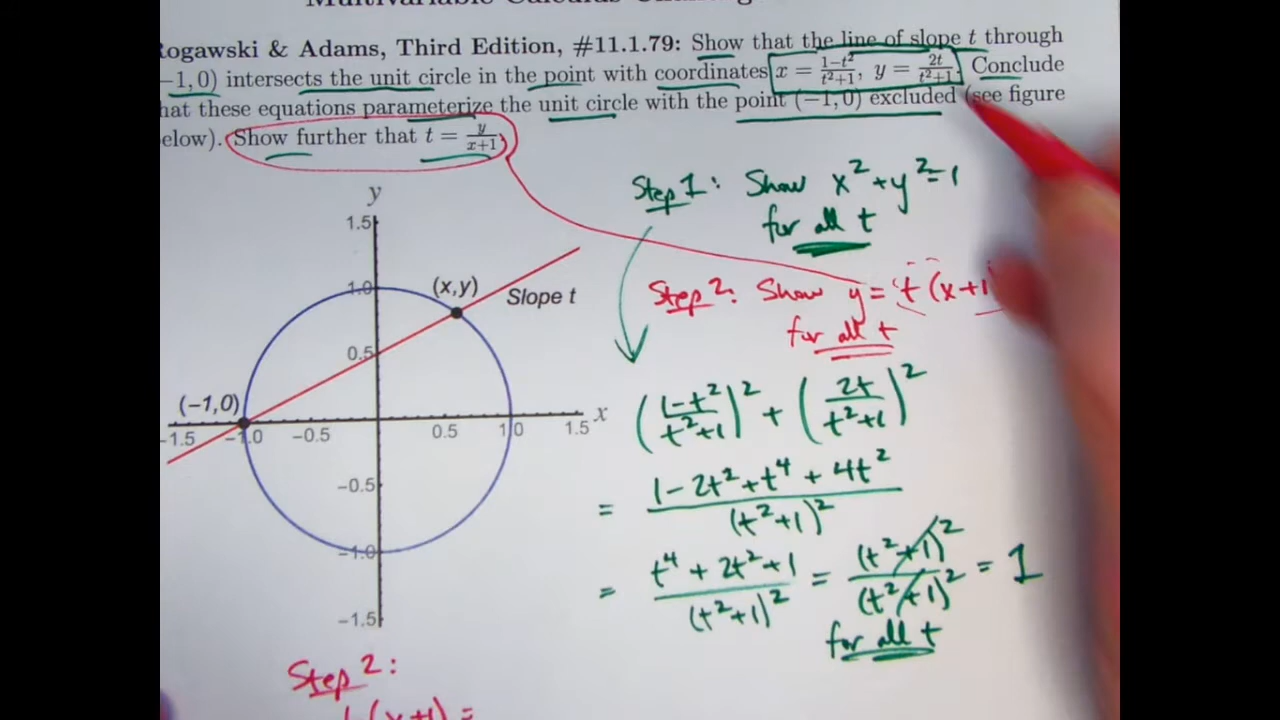 Rogawski & Adams, Third Edition, #11.1.79: Show that the line of slope t through
−1, 0) intersects the unit circle in the point with coordinates x = (1−t²)/(t²+1), y = 2t/(t²+1). Conclude
hat these equations parameterize the unit circle with the point (−1, 0) excluded (see figure
elow). Show further that t = y/(x+1)
Step 1: Show x² + y² = 1
for all t
Step 2: Show y = t(x+1)
for all t
y
1.5
1.0
0.5
−0.5
−1.0
−1.5
(x,y)
Slope t
(−1,0)
−1.5 −1.0 −0.5 0.5 1.0 1.5 x
((1−t²)/(t²+1))² + (2t/(t²+1))²
= (1 − 2t² + t⁴ + 4t²)/(t²+1)²
= (t⁴ + 2t² + 1)/(t²+1)² = (t²+1)²/(t²+1)² = 1
for all t
Step 2:
(x+1) =